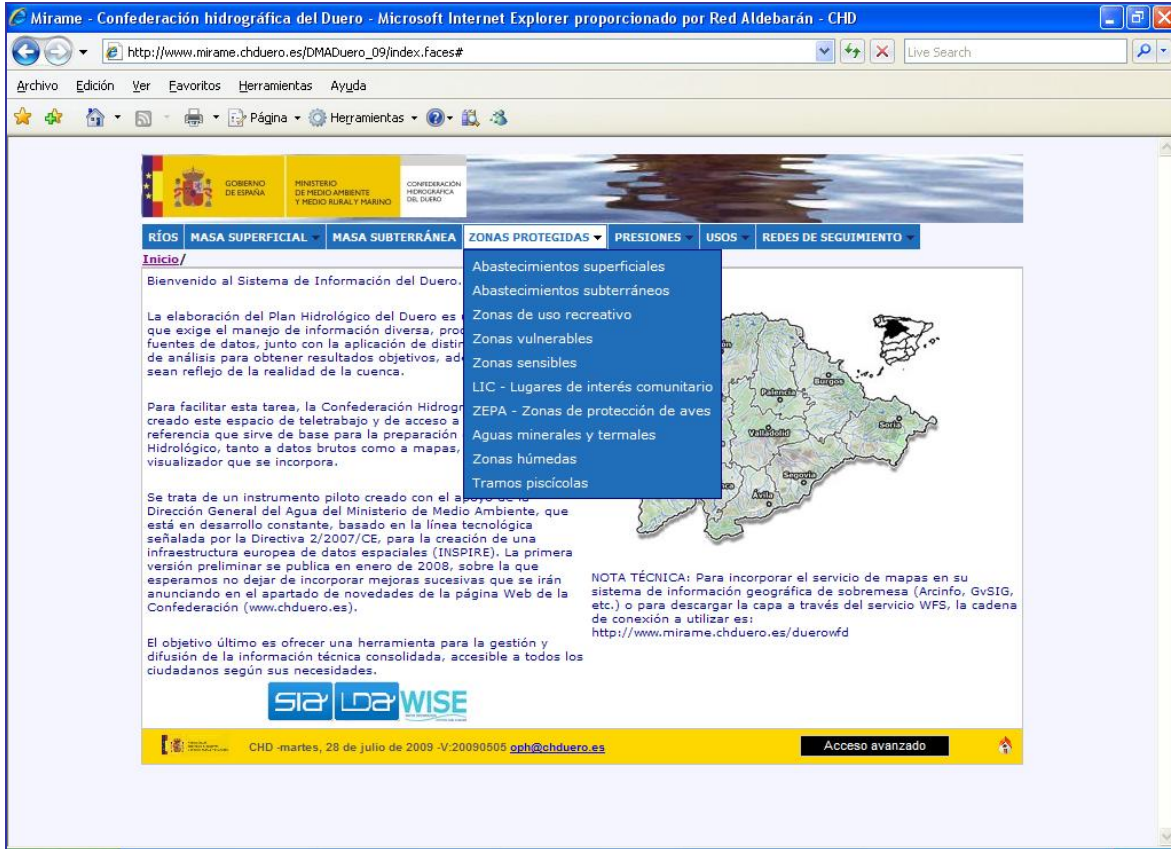 Mirame - Confederación hidrográfica del Duero - Microsoft Internet Explorer proporcionado por Red Aldebarán - CHD
http://www.mirame.chduero.es/DMADuero_09/index.faces#
Live Search
Archivo Edición Ver Favoritos Herramientas Ayuda
Página Herramientas
GOBIERNO
DE ESPAÑA
MINISTERIO
DE MEDIO AMBIENTE
Y MEDIO RURAL Y MARINO
CONFEDERACIÓN
HIDROGRÁFICA
DEL DUERO
RÍOS MASA SUPERFICIAL MASA SUBTERRÁNEA ZONAS PROTEGIDAS PRESIONES USOS REDES DE SEGUIMIENTO
Inicio/
Abastecimientos superficiales
Abastecimientos subterráneos
Zonas de uso recreativo
Zonas vulnerables
Zonas sensibles
LIC - Lugares de interés comunitario
ZEPA - Zonas de protección de aves
Aguas minerales y termales
Zonas húmedas
Tramos piscícolas
Bienvenido al Sistema de Información del Duero.
La elaboración del Plan Hidrológico del Duero es
que exige el manejo de información diversa,
fuentes de datos, junto con la aplicación de
de análisis para obtener resultados objetivos,
sean reflejo de la realidad de la cuenca.
Para facilitar esta tarea, la Confederación
creado este espacio de teletrabajo y de acceso a
referencia que sirve de base para la preparación
Hidrológico, tanto a datos brutos como a mapas,
visualizador que se incorpora.
Se trata de un instrumento piloto creado con el
Dirección General del Agua del Ministerio de Medio Ambiente, que
está en desarrollo constante, basado en la línea tecnológica
señalada por la Directiva 2/2007/CE, para la creación de una
infraestructura europea de datos espaciales (INSPIRE). La primera
versión preliminar se publica en enero de 2008, sobre la que
esperamos no dejar de incorporar mejoras sucesivas que se irán
anunciando en el apartado de novedades de la página Web de la
Confederación (www.chduero.es).
El objetivo último es ofrecer una herramienta para la gestión y
difusión de la información técnica consolidada, accesible a todos los
ciudadanos según sus necesidades.
Burgos
Palencia
Soria
Valladolid
Segovia
Ávila
NOTA TÉCNICA: Para incorporar el servicio de mapas en su
sistema de información geográfica de sobremesa (Arcinfo, GvSIG,
etc.) o para descargar la capa a través del servicio WFS, la cadena
de conexión a utilizar es:
http://www.mirame.chduero.es/duerowfd
WISE
CHD -martes, 28 de julio de 2009 -V:20090505 oph@chduero.es
Acceso avanzado